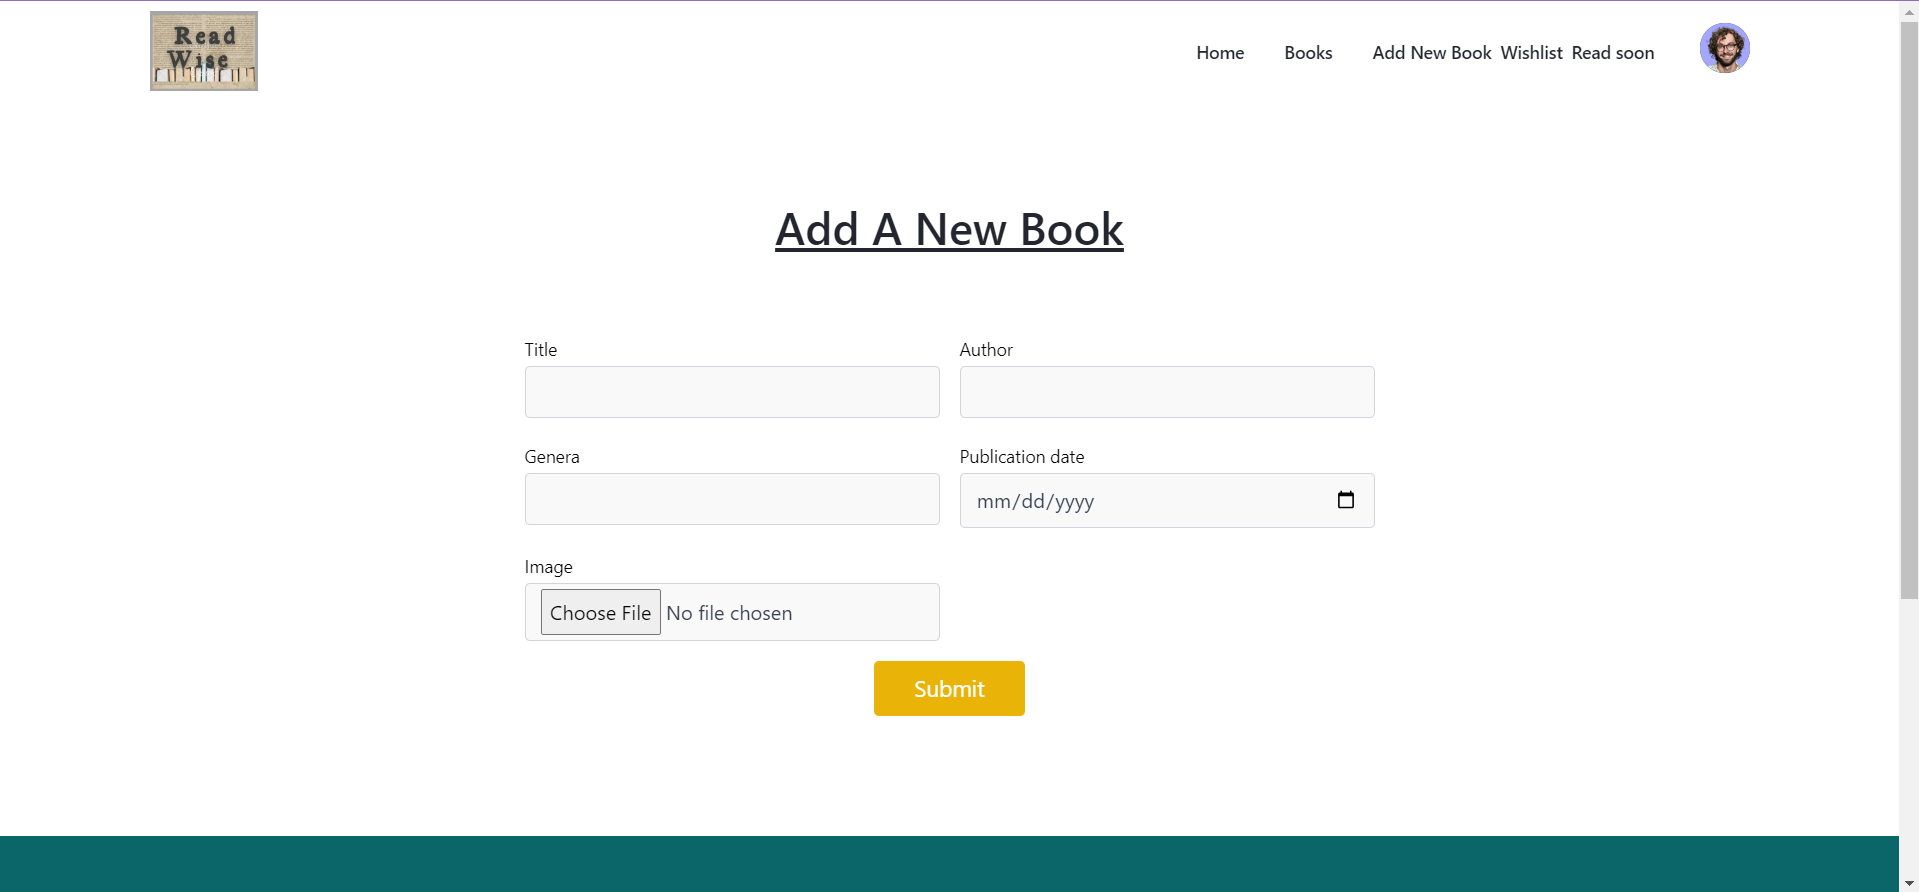 Read
Wise
Home Books Add New Book Wishlist Read soon
Add A New Book
Title Author
Genera Publication date
mm/dd/yyyy
Image
Choose File No file chosen
Submit